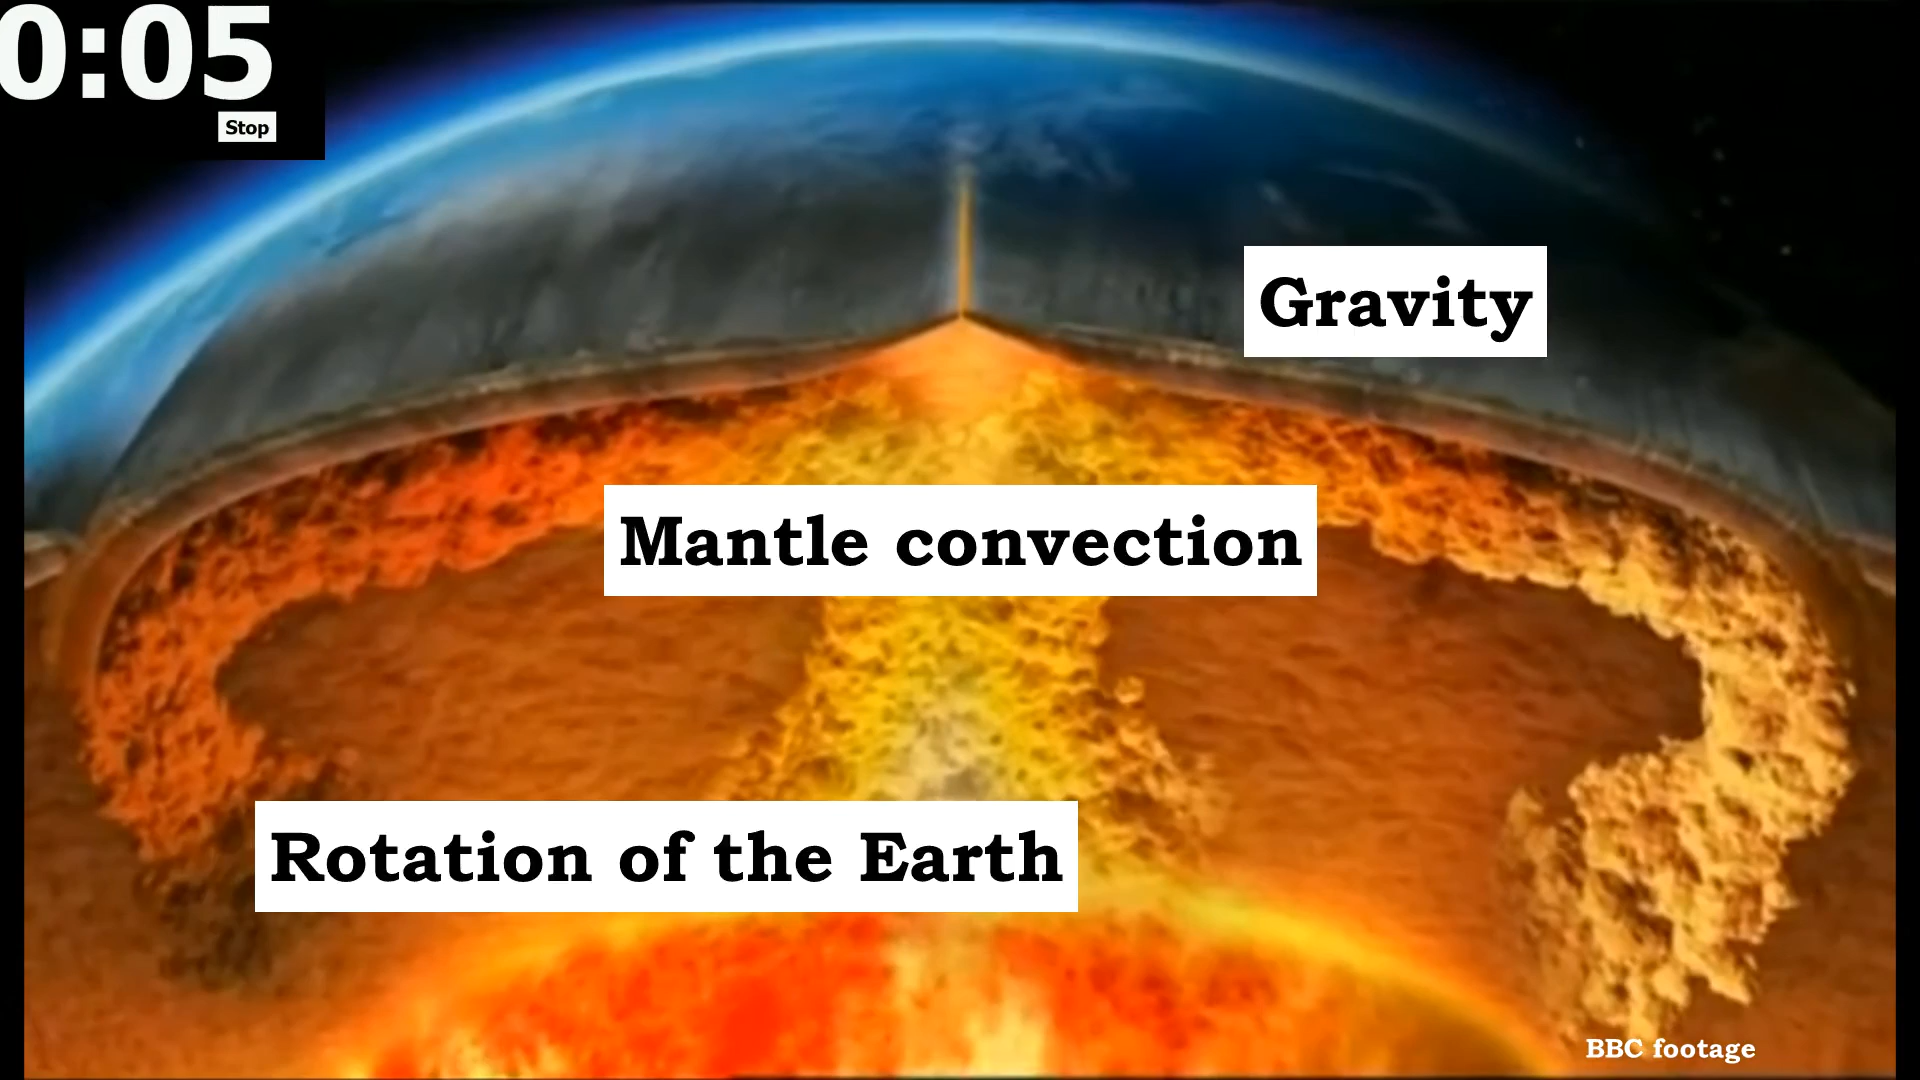 0:05
Stop
Gravity
Mantle convection
Rotation of the Earth
BBC footage